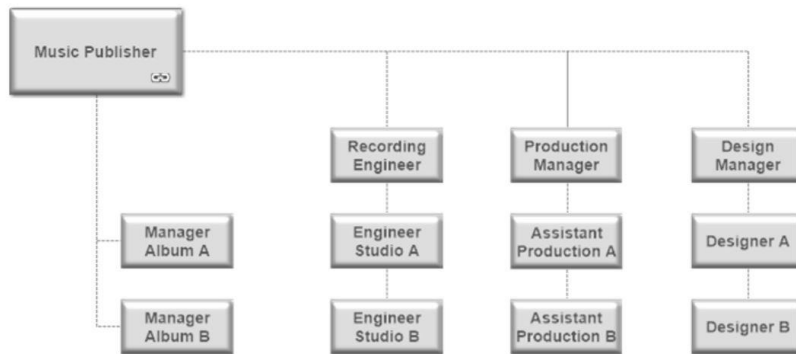 Music Publisher
Recording
Engineer
Production
Manager
Design
Manager
Manager
Album A
Engineer
Studio A
Assistant
Production A
Designer A
Manager
Album B
Engineer
Studio B
Assistant
Production B
Designer B